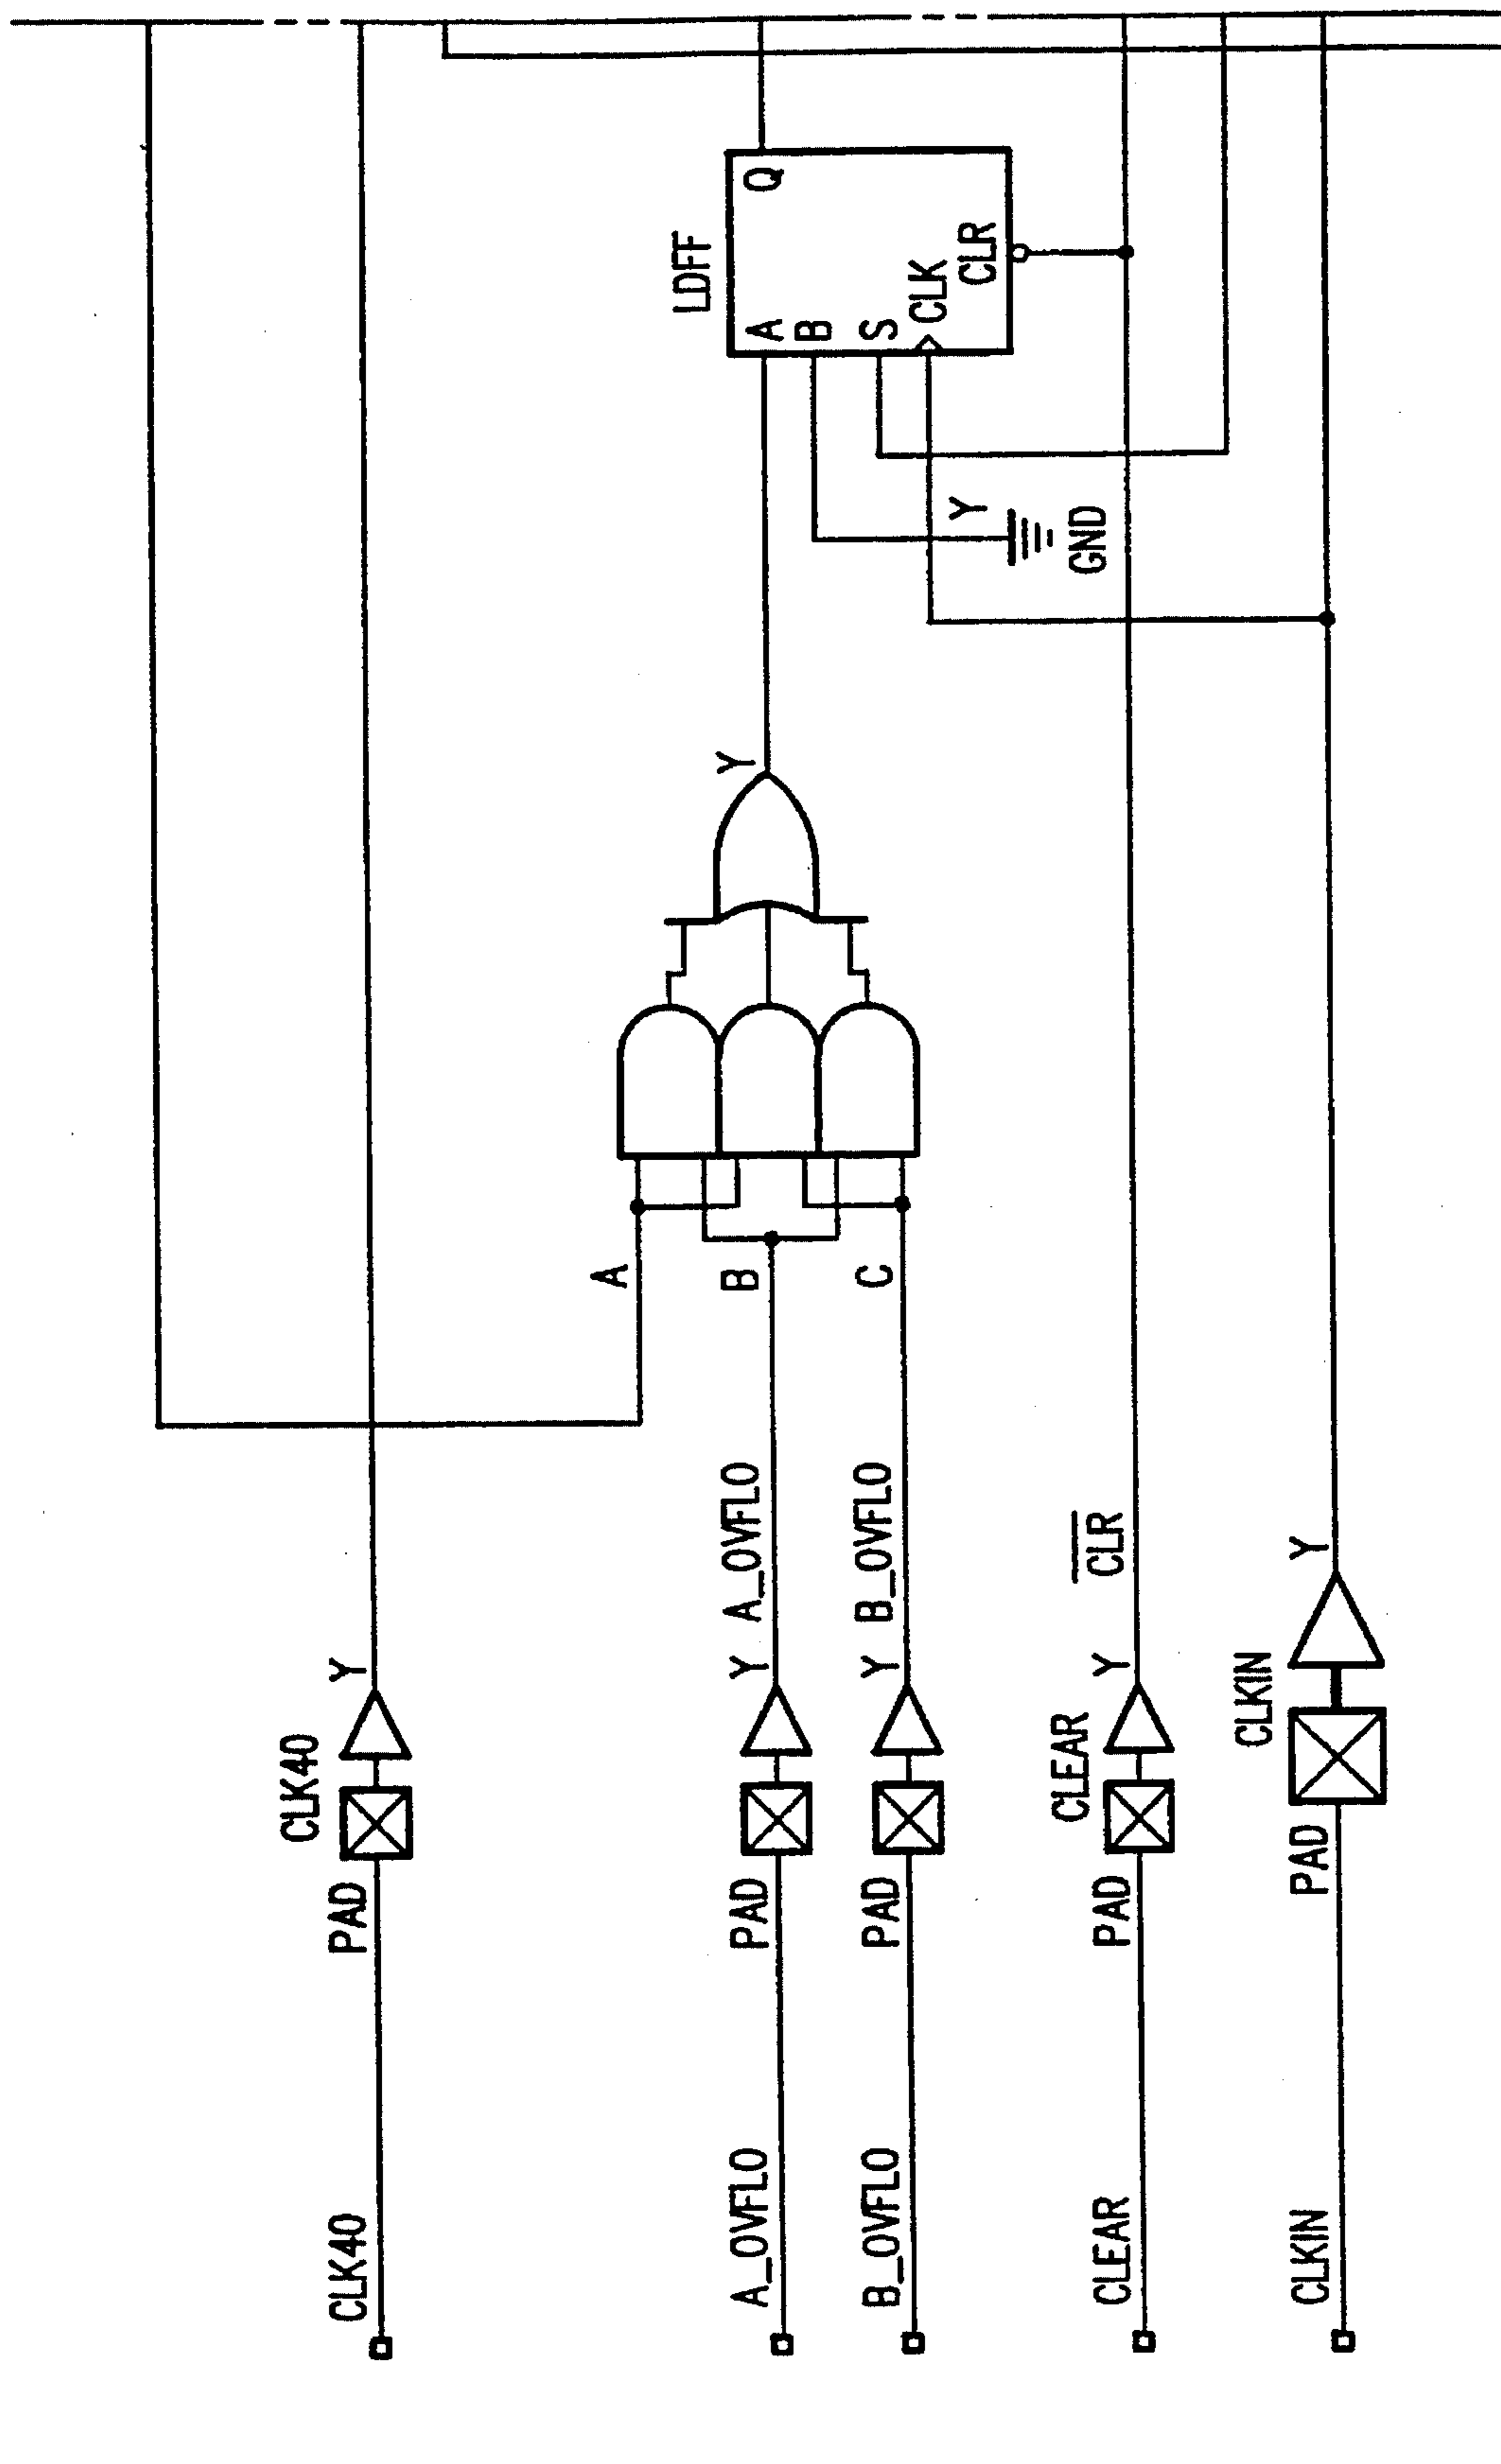 CLK40
PAD
CLK40
Y
A_OVFLO
PAD
Y
A_OVFLO
B_OVFLO
PAD
Y
B_OVFLO
A
B
C
Y
LDFF
A
B
S
CLK
CLR
Q
Y
GND
CLEAR
PAD
CLEAR
Y
CLR
CLKIN
PAD
CLKIN
Y